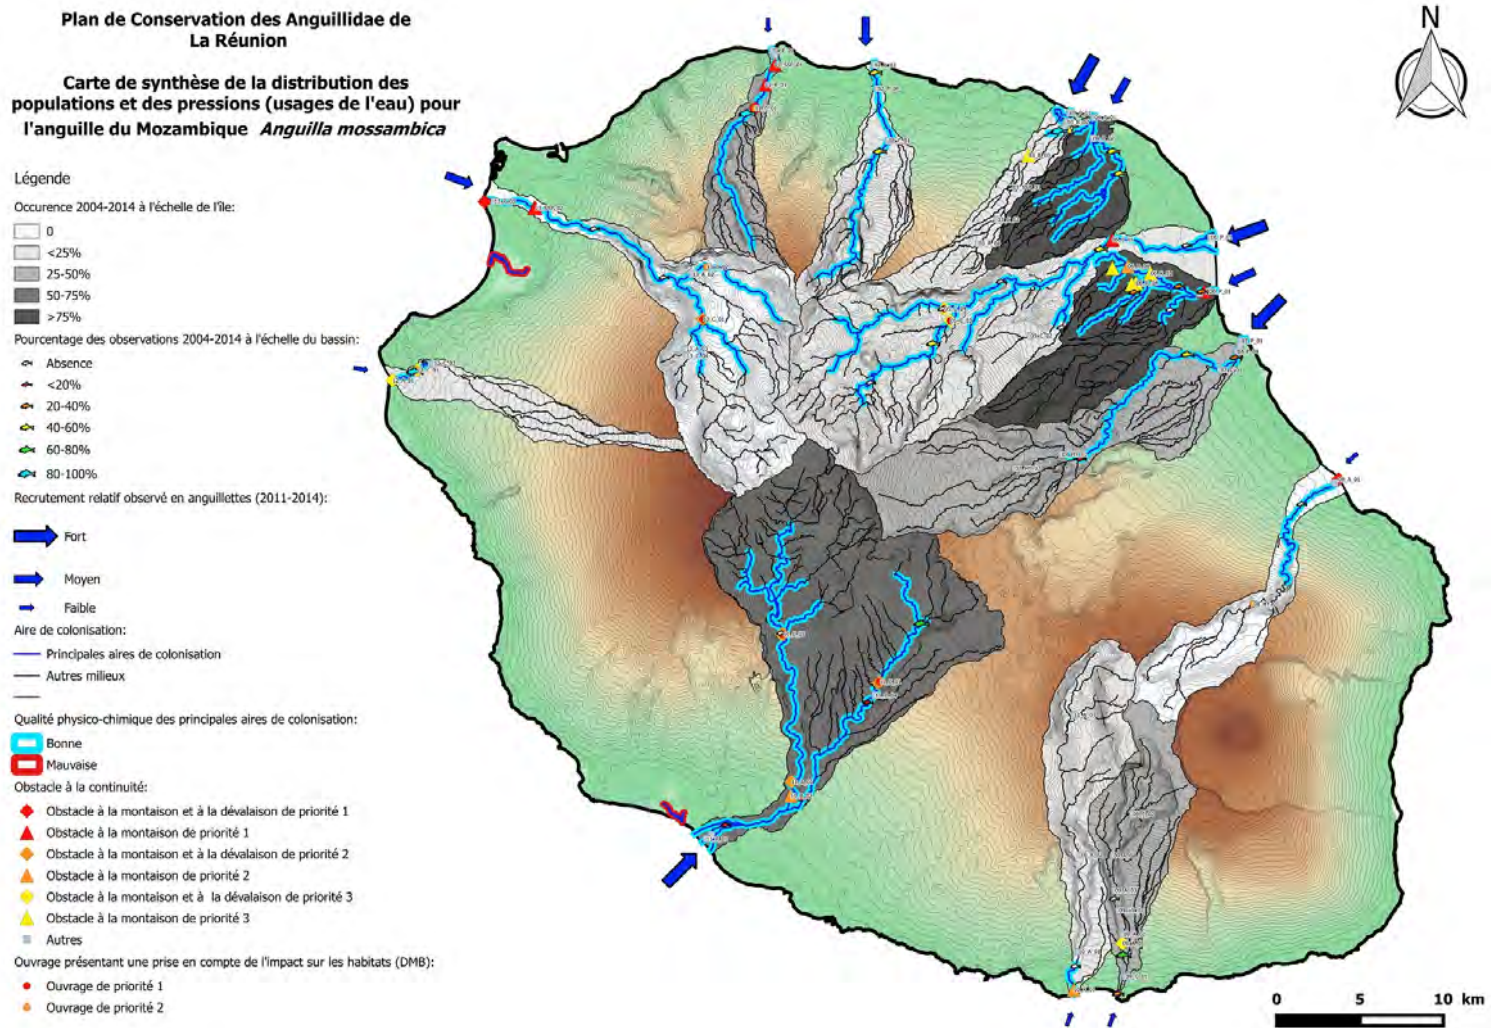 Plan de Conservation des Anguillidae de
La Réunion
Carte de synthèse de la distribution des
populations et des pressions (usages de l'eau) pour
l'anguille du Mozambique Anguilla mossambica
Légende
Occurence 2004-2014 à l'échelle de l'île:
0
<25%
25-50%
50-75%
>75%
Pourcentage des observations 2004-2014 à l'échelle du bassin:
Absence
<20%
20-40%
40-60%
60-80%
80-100%
Recrutement relatif observé en anguillettes (2011-2014):
Fort
Moyen
Faible
Aire de colonisation:
Principales aires de colonisation
Autres milieux
Qualité physico-chimique des principales aires de colonisation:
Bonne
Mauvaise
Obstacle à la continuité:
Obstacle à la montaison et à la dévalaison de priorité 1
Obstacle à la montaison de priorité 1
Obstacle à la montaison et à la dévalaison de priorité 2
Obstacle à la montaison de priorité 2
Obstacle à la montaison et à la dévalaison de priorité 3
Obstacle à la montaison de priorité 3
Autres
Ouvrage présentant une prise en compte de l'impact sur les habitats (DMB):
Ouvrage de priorité 1
Ouvrage de priorité 2
N
0 5 10 km